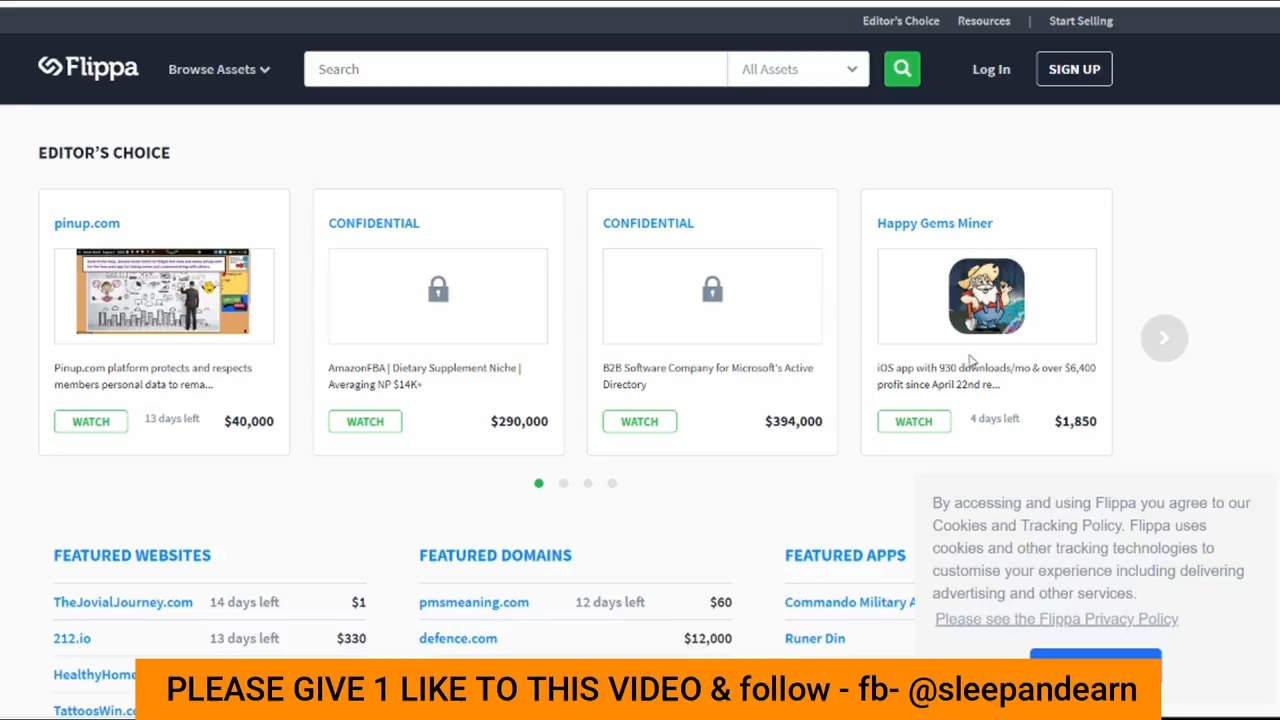 Editor's Choice Resources | Start Selling
Flippa Browse Assets Search All Assets Log In SIGN UP
EDITOR'S CHOICE
pinup.com
Pinup.com platform protects and respects
members personal data to rema...
WATCH 13 days left $40,000
CONFIDENTIAL
AmazonFBA | Dietary Supplement Niche |
Averaging NP $14K+
WATCH $290,000
CONFIDENTIAL
B2B Software Company for Microsoft's Active
Directory
WATCH $394,000
Happy Gems Miner
iOS app with 930 downloads/mo & over $6,400
profit since April 22nd re...
WATCH 4 days left $1,850
FEATURED WEBSITES
TheJovialJourney.com 14 days left $1
212.io 13 days left $330
HealthyHome
TattoosWin.c
FEATURED DOMAINS
pmsmeaning.com 12 days left $60
defence.com $12,000
FEATURED APPS
Commando Military A
Runer Din
By accessing and using Flippa you agree to our
Cookies and Tracking Policy. Flippa uses
cookies and other tracking technologies to
customise your experience including delivering
advertising and other services.
Please see the Flippa Privacy Policy
PLEASE GIVE 1 LIKE TO THIS VIDEO & follow - fb- @sleepandearn